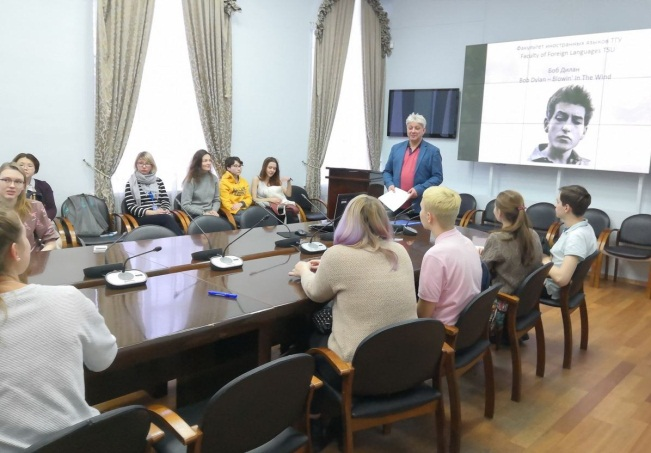 Факультет иностранных языков ТГУ
Faculty of Foreign Languages TSU
Боб Дилан
Bob Dylan – Blowin' In The Wind